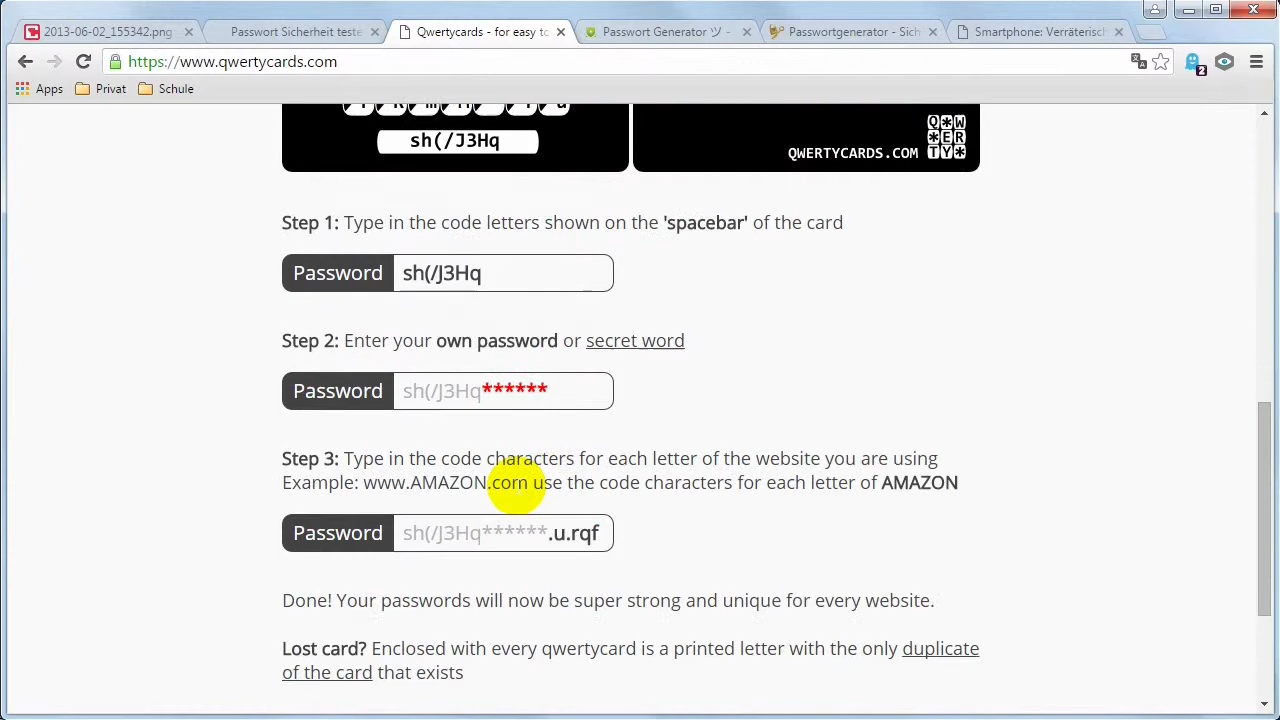 2013-06-02_155342.png
Passwort Sicherheit teste
Qwertycards - for easy to
Passwort Generator ツ -
Passwortgenerator - Sich
Smartphone: Verräterisch
https://www.qwertycards.com
2
Apps
Privat
Schule
sh(/J3Hq
QWERTYCARDS.COM
Q*W
*ER
TY*
Step 1: Type in the code letters shown on the 'spacebar' of the card
Password sh(/J3Hq
Step 2: Enter your own password or secret word
Password sh(/J3Hq******
Step 3: Type in the code characters for each letter of the website you are using
Example: www.AMAZON.com use the code characters for each letter of AMAZON
Password sh(/J3Hq******.u.rqf
Done! Your passwords will now be super strong and unique for every website.
Lost card? Enclosed with every qwertycard is a printed letter with the only duplicate
of the card that exists